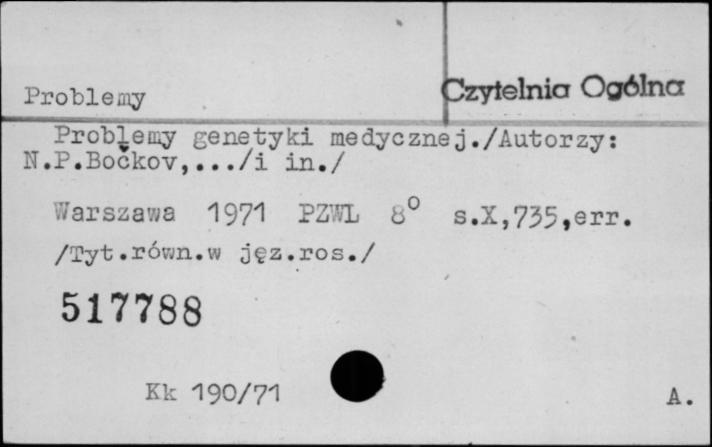 Problemy
Czytelnia Ogólna
Problemy genetyki medycznej./Autorzy:
N.P.Bočkov,.../i in./
Warszawa 1971 PZWL 8° s.X,735,err.
/Tyt.równ.w jęz.ros./
517788
Kk 190/71
A.